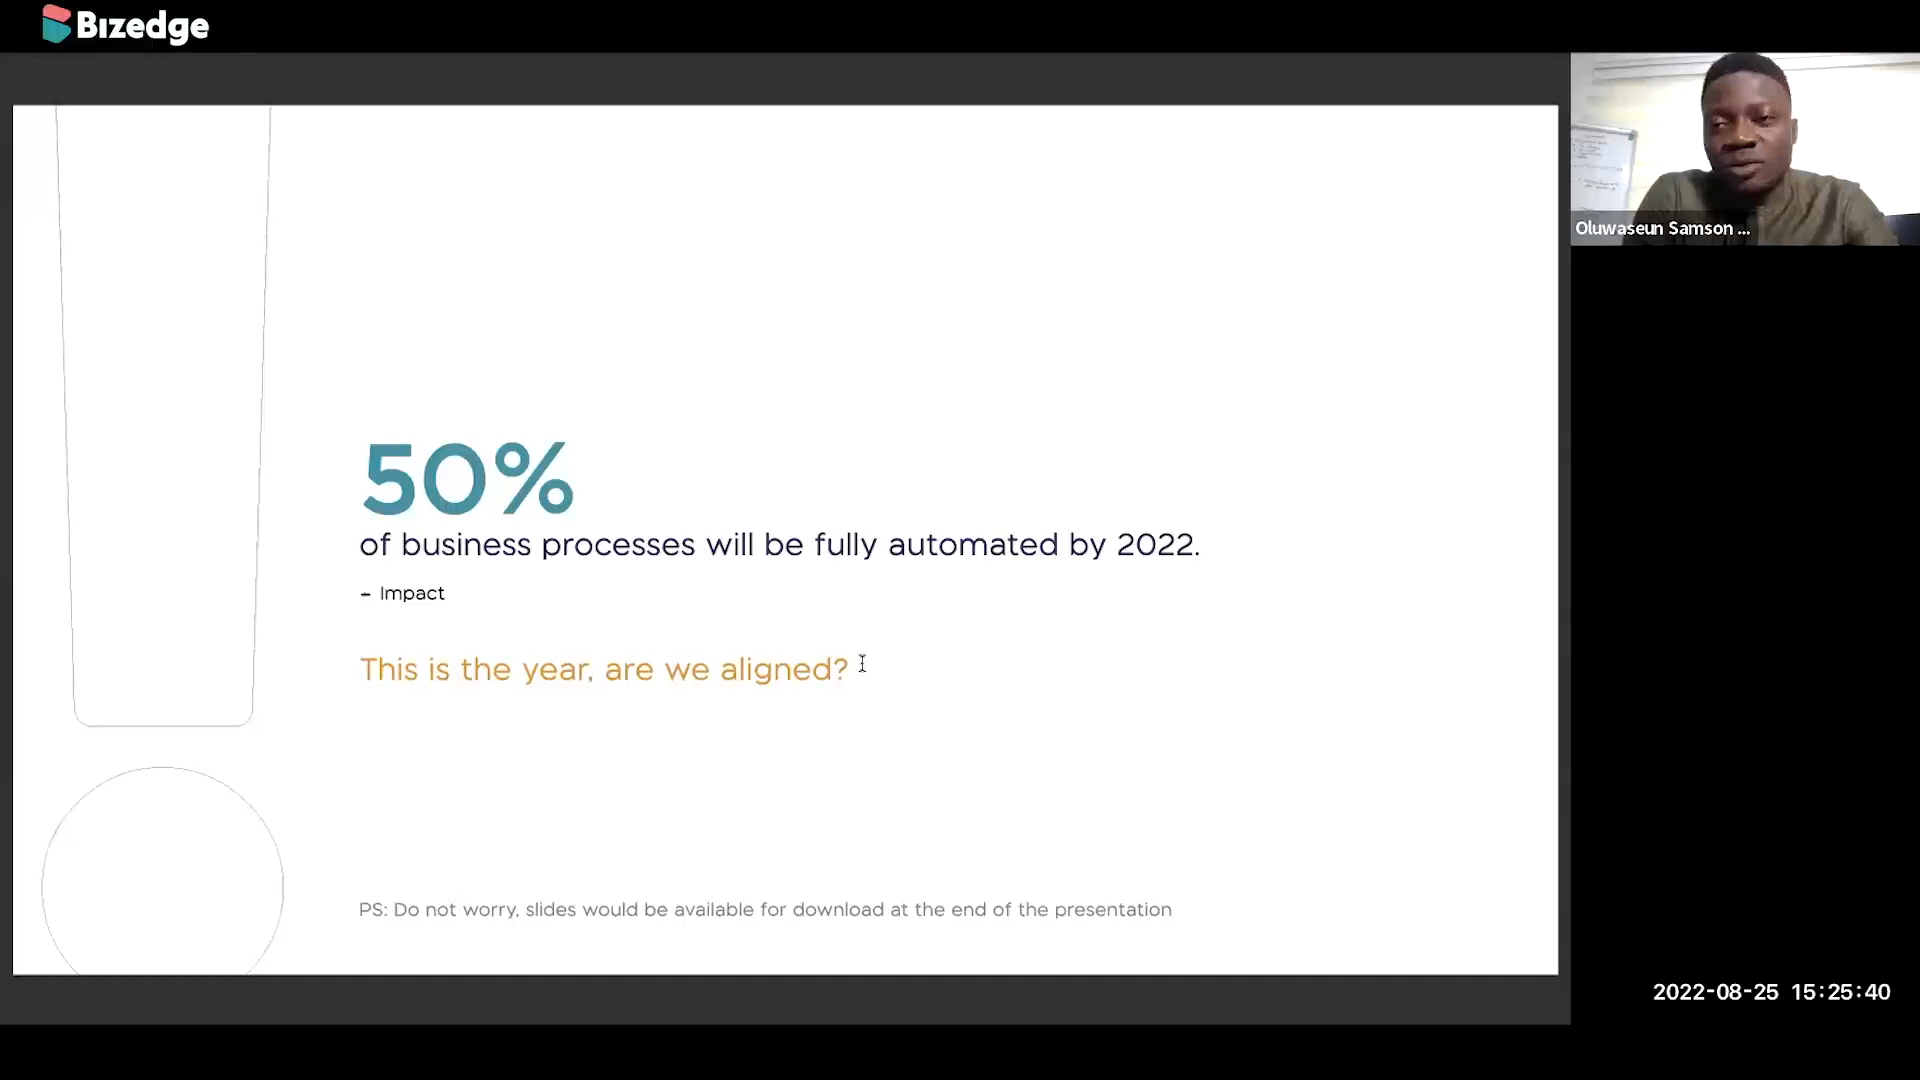 Bizedge
Oluwaseun Samson ...
50%
of business processes will be fully automated by 2022.
– Impact
This is the year, are we aligned?
PS: Do not worry, slides would be available for download at the end of the presentation
2022-08-25 15:25:40